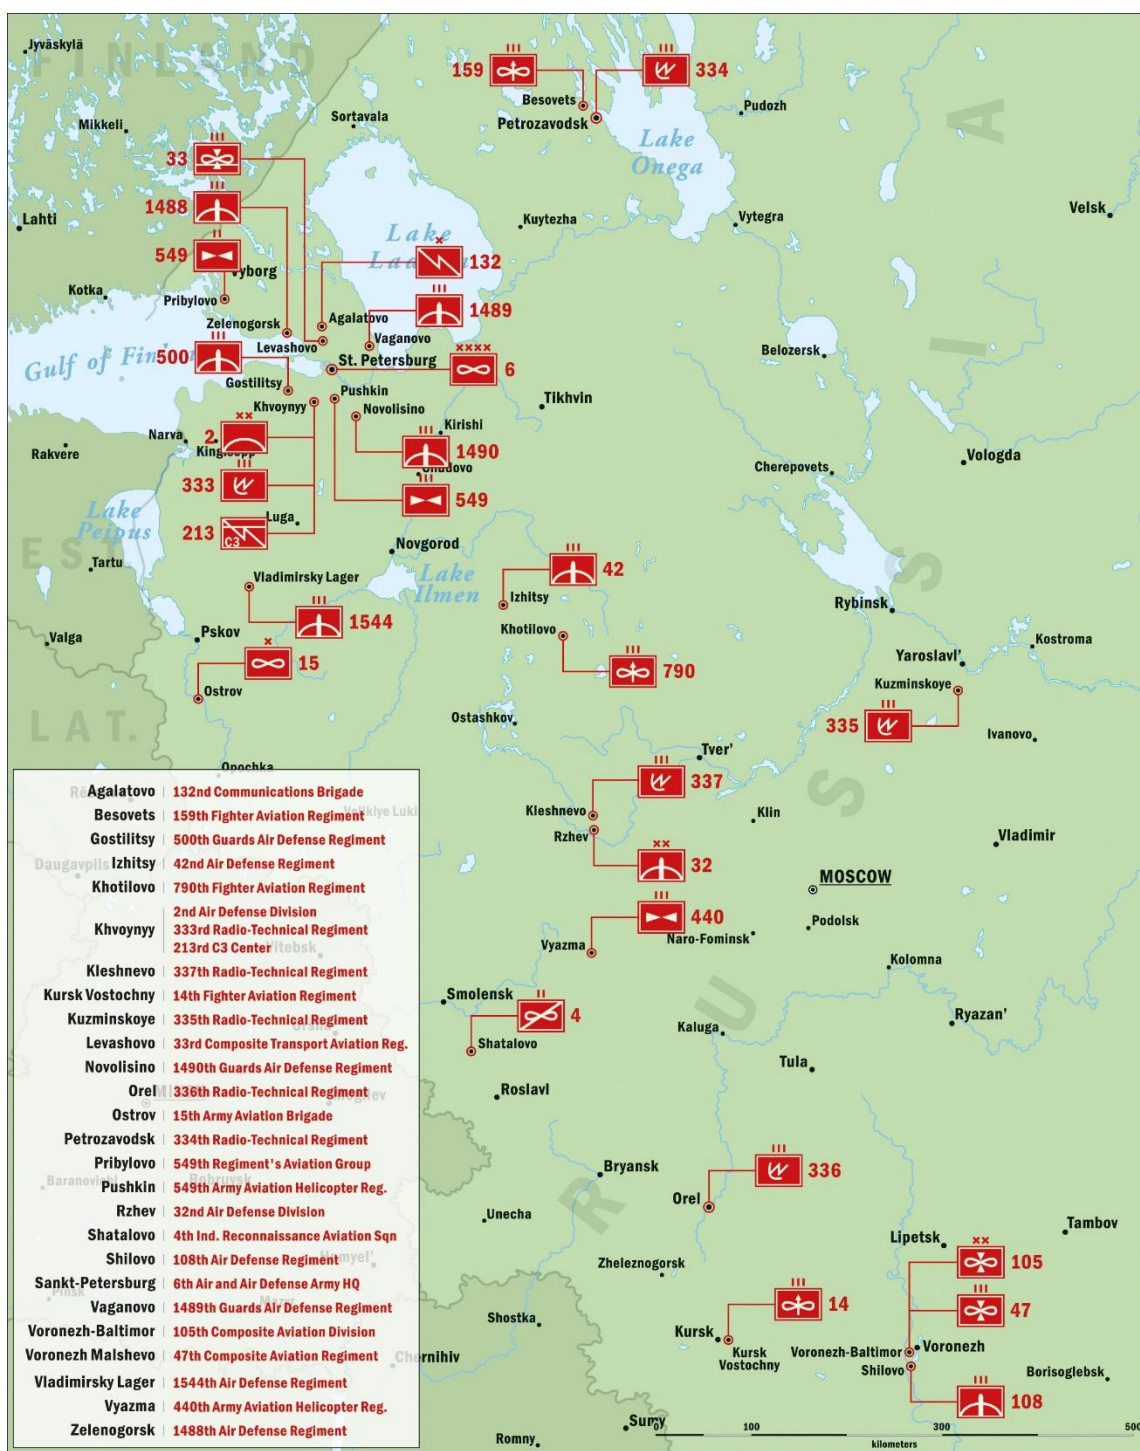 FINLAND
Jyväskylä
159
334
Besovets
Petrozavodsk
Pudozh
Mikkeli
Sortavala
Lake
Onega
33
1488
Lahti
Kuytezha
Vytegra
Velsk
Lake
549
132
Vyborg
Kotka
Pribylovo
1489
Zelenogorsk
Agalatovo
Levashovo
Vaganovo
Gulf of Fin
500
St. Petersburg
6
Belozersk
Gostilitsy
Pushkin
Khvoynyy
Novolisino
Tikhvin
2
Narva
Rakvere
Kirishi
1490
Cherepovets
Vologda
333
549
Lake
Peipus
213
C3
Luga
EST.
Tartu
Novgorod
Lake
Ilmen
42
Vladimirsky Lager
Izhitsy
1544
Rybinsk
Pskov
Valga
Khotilovo
Kostroma
15
790
Yaroslavl'
Kuzminskoye
Ostrov
LAT.
Ostashkov
335
Ivanovo
Tver'
Opochka
337
Kleshnevo
Klin
Rzhev
Vladimir
32
MOSCOW
440
Podolsk
Naro-Fominsk
Vyazma
Kolomna
Smolensk
4
Ryazan'
Kaluga
Shatalovo
Tula
Roslavl
RUSSIA
336
Bryansk
Orel
Unecha
Tambov
Lipetsk
105
Zheleznogorsk
14
47
Shostka
Kursk
Kursk
Vostochny
Voronezh-Baltimor
Voronezh
Shilovo
Chernihiv
Borisoglebsk
108
Sumy
Romny
0 100 300 500
kilometers
Agalatovo 132nd Communications Brigade
Besovets 159th Fighter Aviation Regiment
Gostilitsy 500th Guards Air Defense Regiment
Izhitsy 42nd Air Defense Regiment
Khotilovo 790th Fighter Aviation Regiment
Khvoynyy 2nd Air Defense Division
333rd Radio-Technical Regiment
213rd C3 Center
Kleshnevo 337th Radio-Technical Regiment
Kursk Vostochny 14th Fighter Aviation Regiment
Kuzminskoye 335th Radio-Technical Regiment
Levashovo 33rd Composite Transport Aviation Reg.
Novolisino 1490th Guards Air Defense Regiment
Orel 336th Radio-Technical Regiment
Ostrov 15th Army Aviation Brigade
Petrozavodsk 334th Radio-Technical Regiment
Pribylovo 549th Regiment's Aviation Group
Pushkin 549th Army Aviation Helicopter Reg.
Rzhev 32nd Air Defense Division
Shatalovo 4th Ind. Reconnaissance Aviation Sqn
Shilovo 108th Air Defense Regiment
Sankt-Petersburg 6th Air and Air Defense Army HQ
Vaganovo 1489th Guards Air Defense Regiment
Voronezh-Baltimor 105th Composite Aviation Division
Voronezh Malshevo 47th Composite Aviation Regiment
Vladimirsky Lager 1544th Air Defense Regiment
Vyazma 440th Army Aviation Helicopter Reg.
Zelenogorsk 1488th Air Defense Regiment
Velikiye Luki
Daugavpils
Vitebsk
Orsha
Baranovichi
Bobruysk
Pinsk